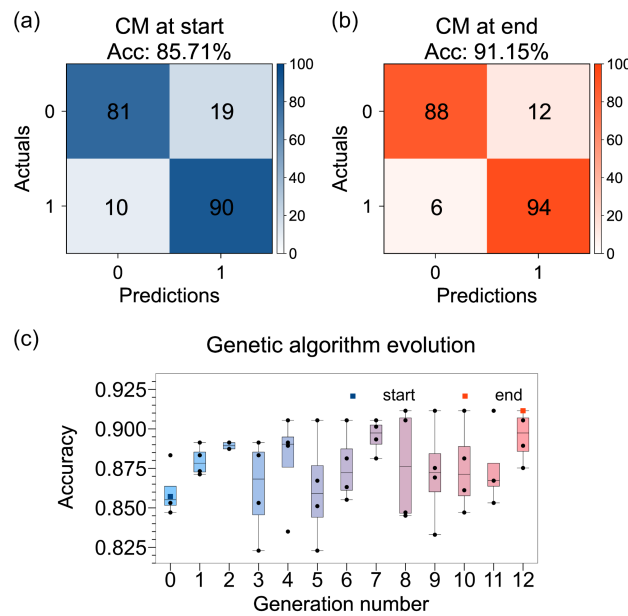 (a)
CM at start
Acc: 85.71%
Actuals
0
81
19
1
10
90
0
1
Predictions
100
80
60
40
20
0
(b)
CM at end
Acc: 91.15%
Actuals
0
88
12
1
6
94
0
1
Predictions
100
80
60
40
20
0
(c)
Genetic algorithm evolution
start
end
Accuracy
0.925
0.900
0.875
0.850
0.825
0 1 2 3 4 5 6 7 8 9 10 11 12
Generation number